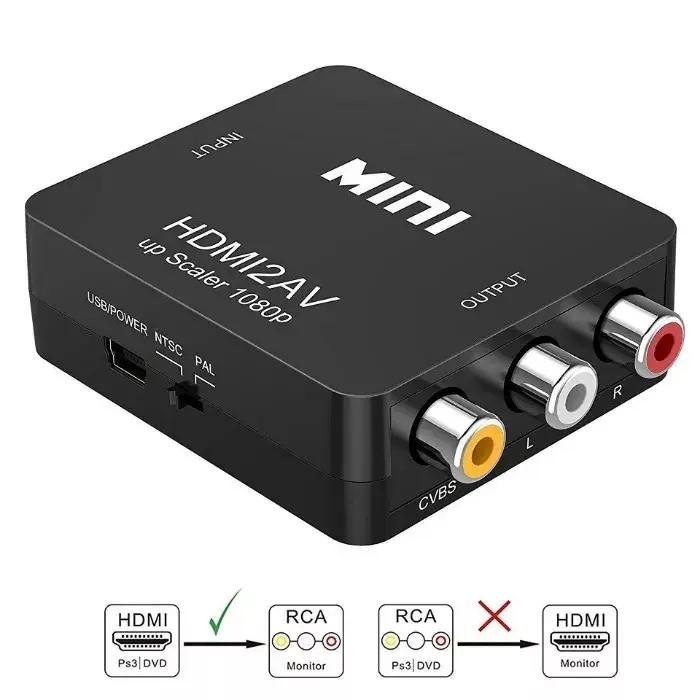 INPUT
MINI
HDMI2AV
up Scaler 1080p
OUTPUT
USB/POWER
NTSC
PAL
CVBS
L
R
HDMI
Ps3|DVD
RCA
Monitor
RCA
Ps3|DVD
HDMI
Monitor